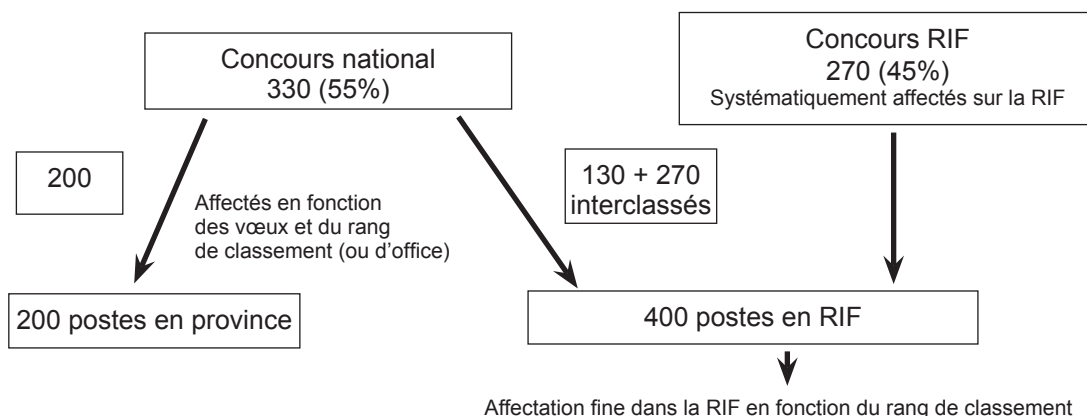 Concours national
330 (55%)
Concours RIF
270 (45%)
Systématiquement affectés sur la RIF
200
Affectés en fonction
des vœux et du rang
de classement (ou d’office)
130 + 270
interclassés
200 postes en province
400 postes en RIF
Affectation fine dans la RIF en fonction du rang de classement